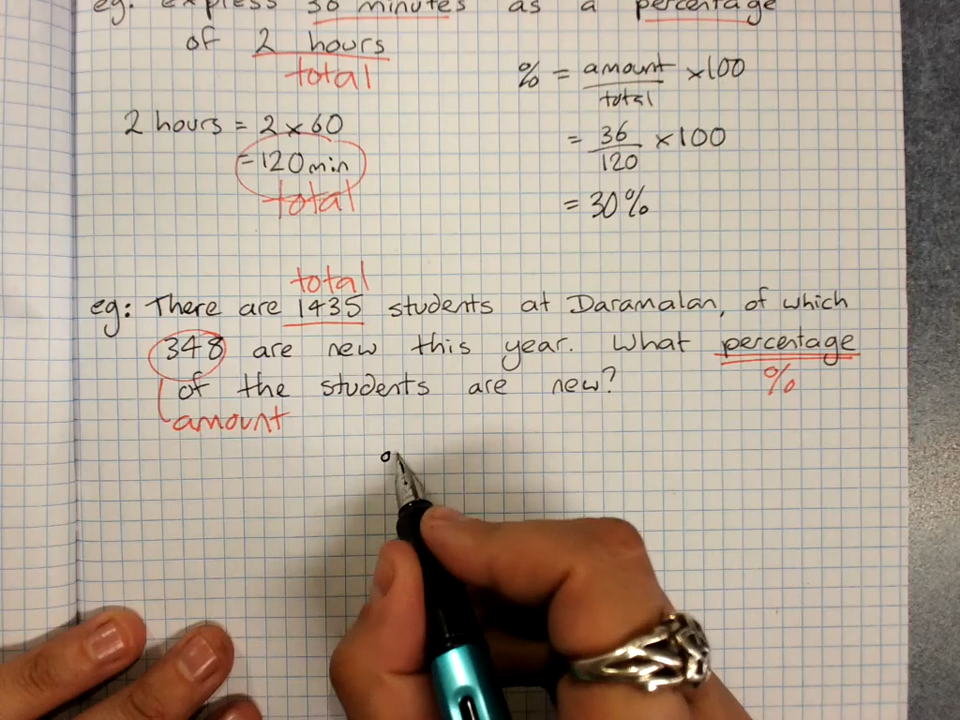 eg: express 36 minutes as a percentage
of 2 hours
total
% = amount/total ×100
2 hours = 2 × 60
= 120 min
total
= 36/120 ×100
= 30%
total
eg: There are 1435 students at Daramalan, of which
348 are new this year. What percentage
of the students are new?
%
amount